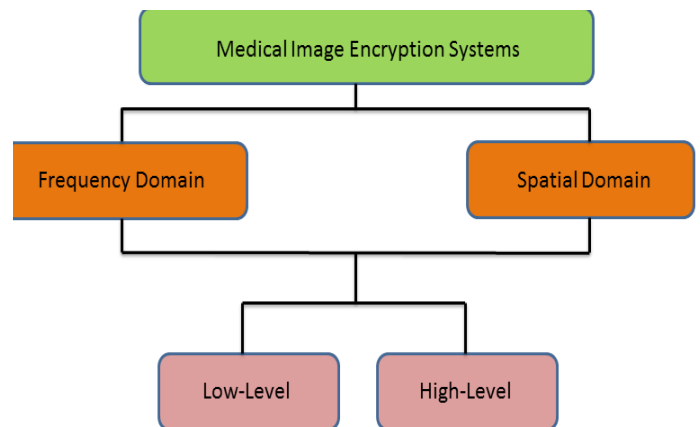 Medical Image Encryption Systems
Frequency Domain
Spatial Domain
Low-Level
High-Level